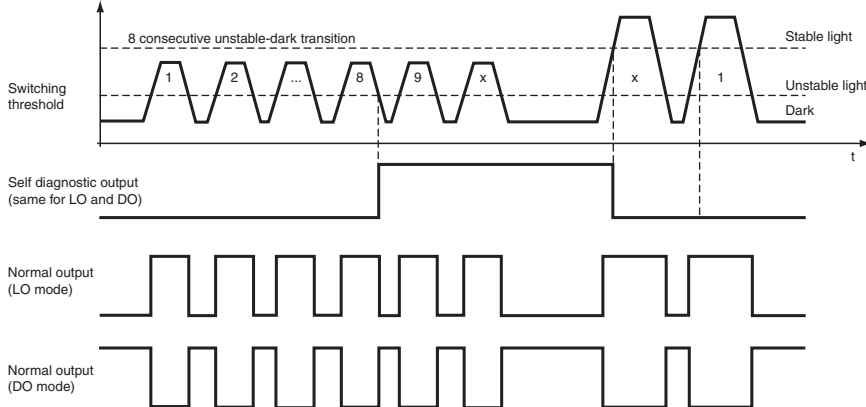 8 consecutive unstable-dark transition
Stable light
Switching
threshold
1
2
...
8
9
x
x
1
Unstable light
Dark
t
Self diagnostic output
(same for LO and DO)
Normal output
(LO mode)
Normal output
(DO mode)